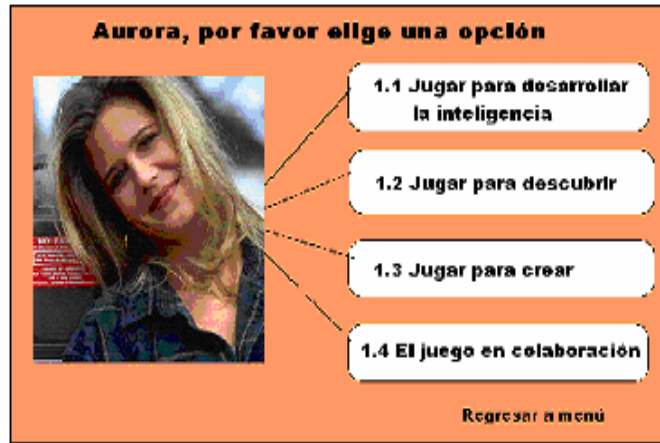 Aurora, por favor elige una opción
1.1 Jugar para desarrollar
la inteligencia
1.2 Jugar para descubrir
1.3 Jugar para crear
1.4 El juego en colaboración
Regresar a menú